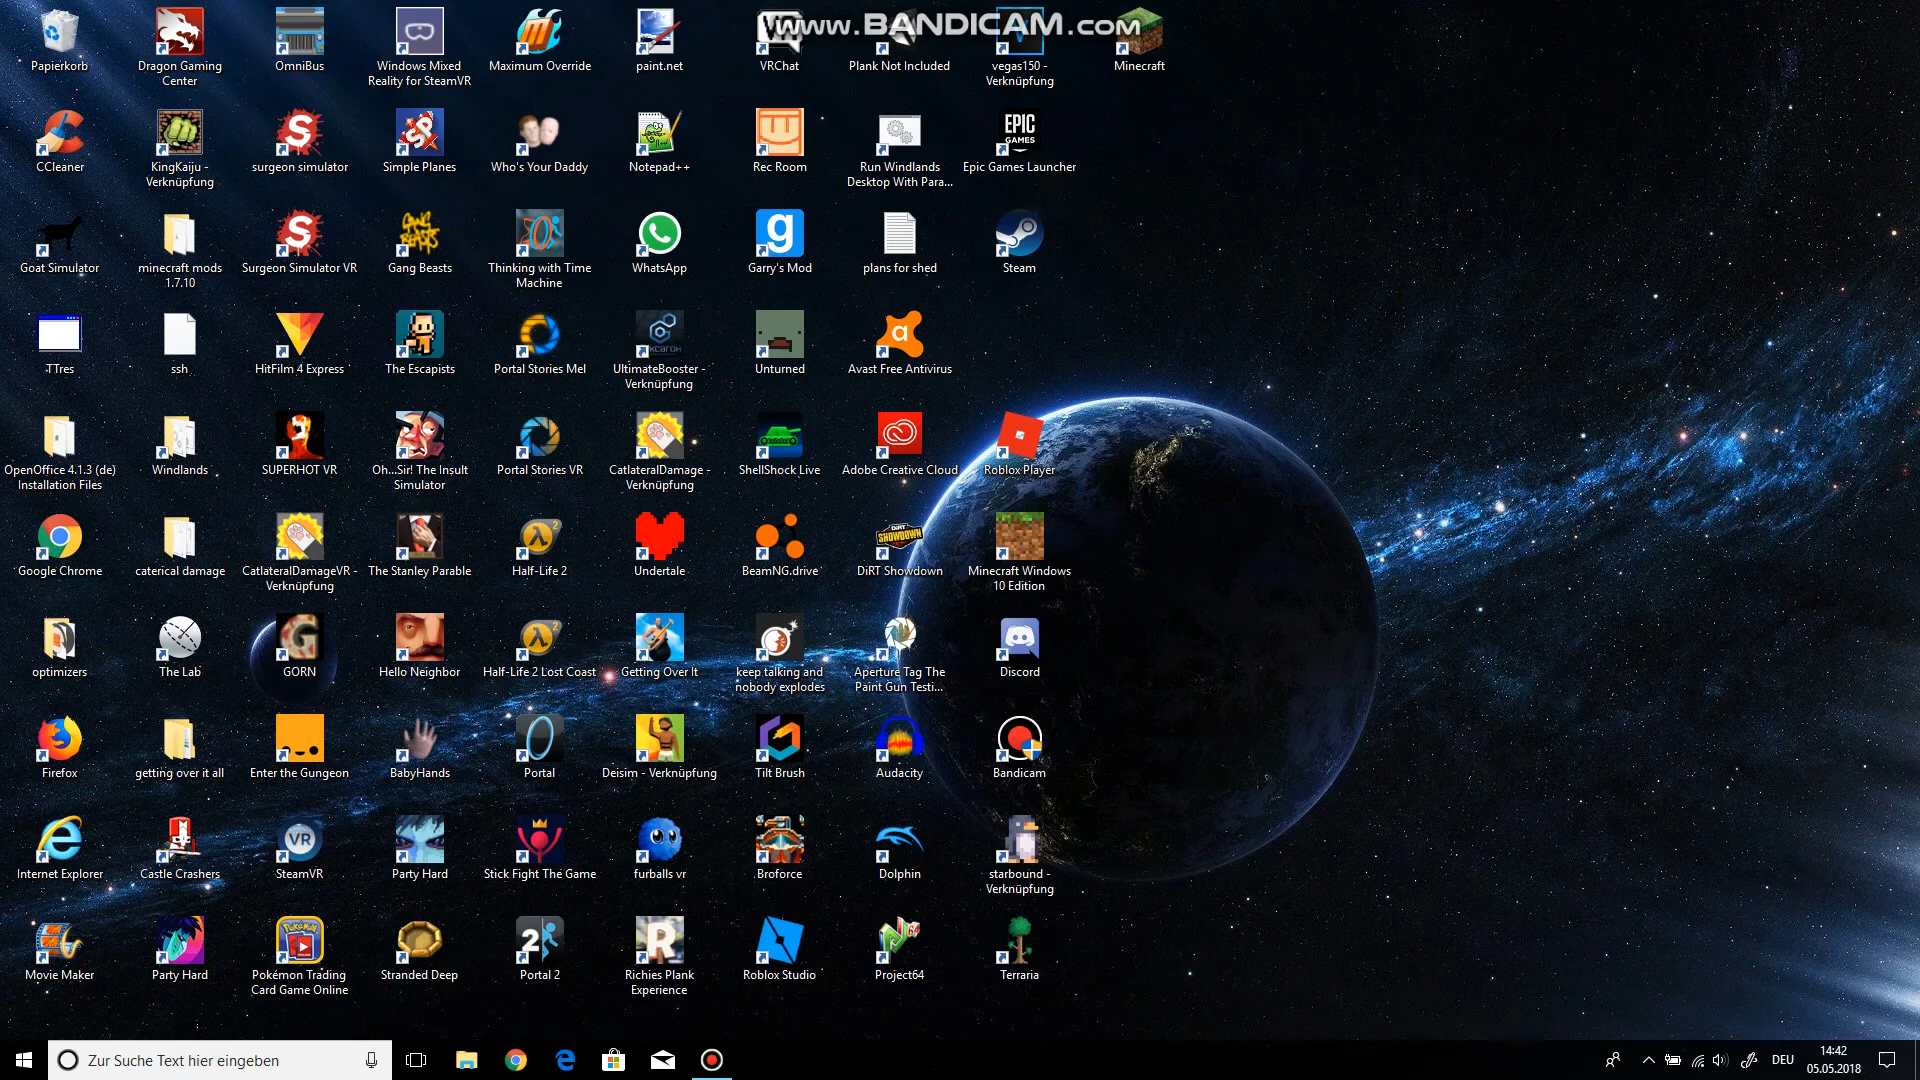 www.BANDICAM.com
Papierkorb
Dragon Gaming
Center
OmniBus
Windows Mixed
Reality for SteamVR
Maximum Override
paint.net
VRChat
Plank Not Included
vegas150 -
Verknüpfung
Minecraft
CCleaner
KingKaiju -
Verknüpfung
surgeon simulator
Simple Planes
Who's Your Daddy
Notepad++
Rec Room
Run Windlands
Desktop With Para...
EPIC
GAMES
Epic Games Launcher
Goat Simulator
minecraft mods
1.7.10
Surgeon Simulator VR
GANG
BEASTS
Gang Beasts
Thinking with Time
Machine
WhatsApp
Garry's Mod
plans for shed
Steam
TTres
ssh
HitFilm 4 Express
The Escapists
Portal Stories Mel
UltimateBooster -
Verknüpfung
Unturned
Avast Free Antivirus
OpenOffice 4.1.3 (de)
Installation Files
Windlands
SUPERHOT VR
Oh...Sir! The Insult
Simulator
Portal Stories VR
CatlateralDamage -
Verknüpfung
ShellShock Live
Adobe Creative Cloud
Roblox Player
Google Chrome
caterical damage
CatlateralDamageVR -
Verknüpfung
The Stanley Parable
Half-Life 2
Undertale
BeamNG.drive
DiRT
SHOWDOWN
DiRT Showdown
Minecraft Windows
10 Edition
optimizers
The Lab
GORN
Hello Neighbor
Half-Life 2 Lost Coast
Getting Over It
keep talking and
nobody explodes
Aperture Tag The
Paint Gun Testi...
Discord
Firefox
getting over it all
Enter the Gungeon
BabyHands
Portal
Deisim - Verknüpfung
Tilt Brush
Audacity
Bandicam
Internet Explorer
Castle Crashers
VR
SteamVR
Party Hard
Stick Fight The Game
furballs vr
Broforce
Dolphin
starbound -
Verknüpfung
Movie Maker
Party Hard
Pokémon Trading
Card Game Online
Stranded Deep
2
Portal 2
R
Richies Plank
Experience
Roblox Studio
64
Project64
Terraria
Zur Suche Text hier eingeben
DEU
14:42
05.05.2018